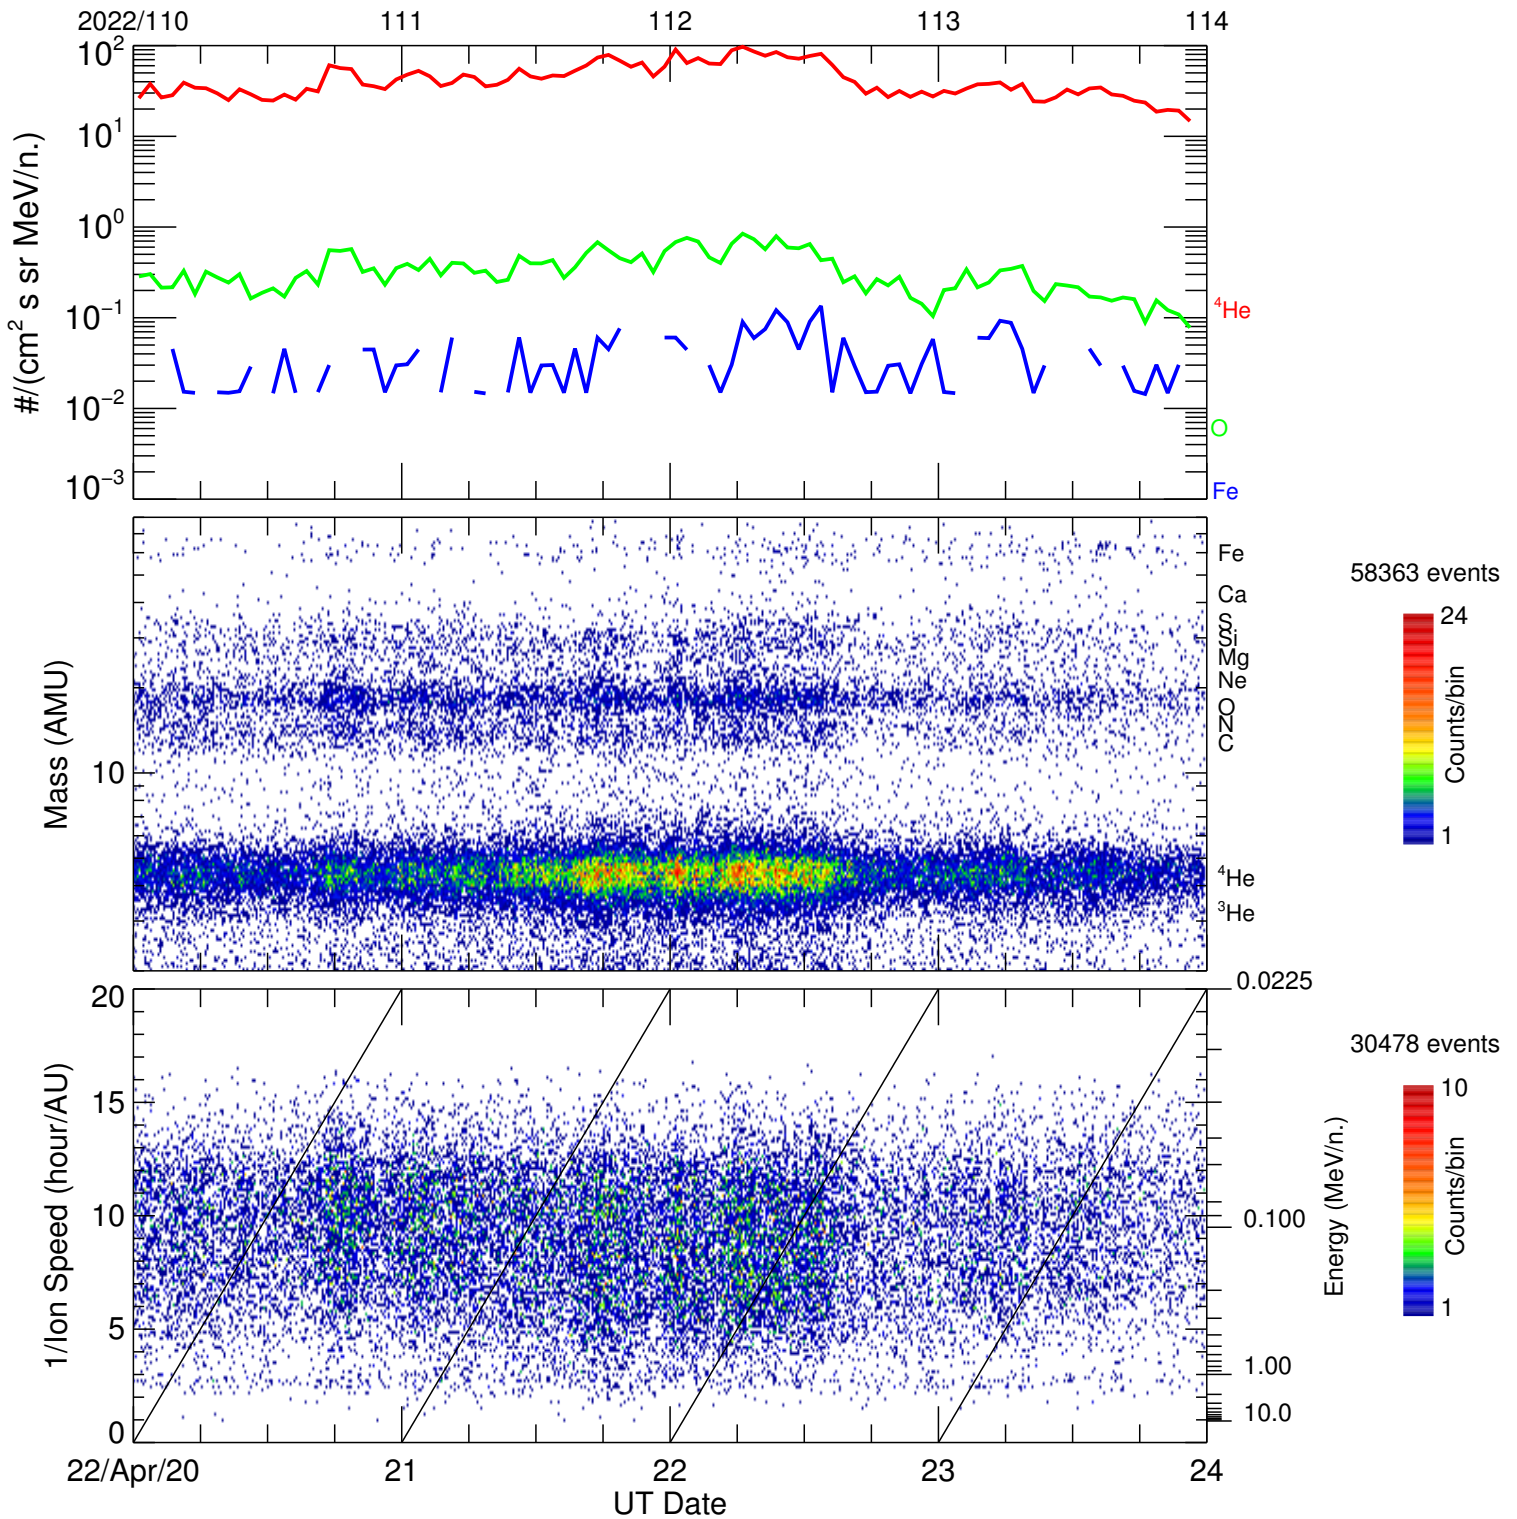 2022/110 111 112 113 114
10²
10¹
10⁰
10⁻¹
10⁻²
10⁻³
#/(cm² s sr MeV/n.)
⁴He
O
Fe
Mass (AMU)
10
Fe
Ca
S
Si
Mg
Ne
O
N
C
⁴He
³He
58363 events
24
Counts/bin
1
1/Ion Speed (hour/AU)
20
15
10
5
0
0.0225
0.100
1.00
10.0
Energy (MeV/n.)
30478 events
10
Counts/bin
1
22/Apr/20 21 22 23 24
UT Date